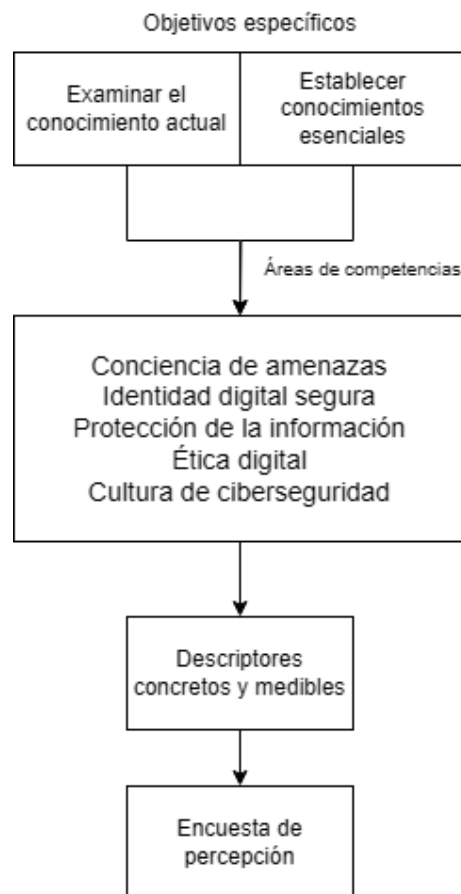 Objetivos específicos
Examinar el
conocimiento actual
Establecer
conocimientos
esenciales
Áreas de competencias
Conciencia de amenazas
Identidad digital segura
Protección de la información
Ética digital
Cultura de ciberseguridad
Descriptores
concretos y medibles
Encuesta de
percepción